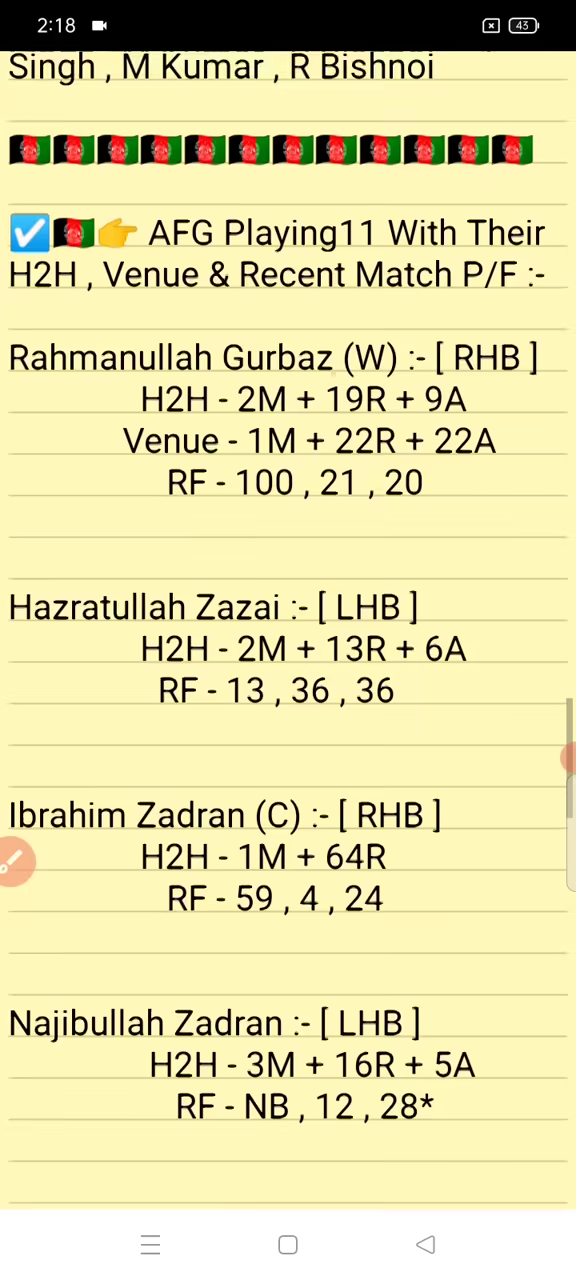 2:18 43
Singh , M Kumar , R Bishnoi
🇦🇫🇦🇫🇦🇫🇦🇫🇦🇫🇦🇫🇦🇫🇦🇫🇦🇫🇦🇫🇦🇫🇦🇫
☑️🇦🇫👉 AFG Playing11 With Their
H2H , Venue & Recent Match P/F :-
Rahmanullah Gurbaz (W) :- [ RHB ]
H2H - 2M + 19R + 9A
Venue - 1M + 22R + 22A
RF - 100 , 21 , 20
Hazratullah Zazai :- [ LHB ]
H2H - 2M + 13R + 6A
RF - 13 , 36 , 36
Ibrahim Zadran (C) :- [ RHB ]
H2H - 1M + 64R
RF - 59 , 4 , 24
Najibullah Zadran :- [ LHB ]
H2H - 3M + 16R + 5A
RF - NB , 12 , 28*